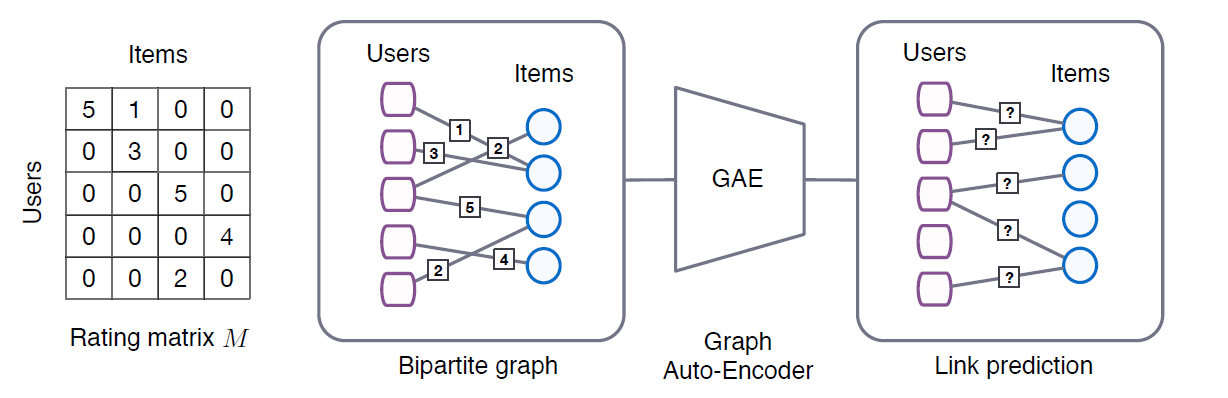 Items
Users
5 1 0 0
0 3 0 0
0 0 5 0
0 0 0 4
0 0 2 0
Rating matrix M
Users
Items
1
2
3
5
4
2
Bipartite graph
GAE
Graph
Auto-Encoder
Users
Items
?
?
?
?
?
Link prediction